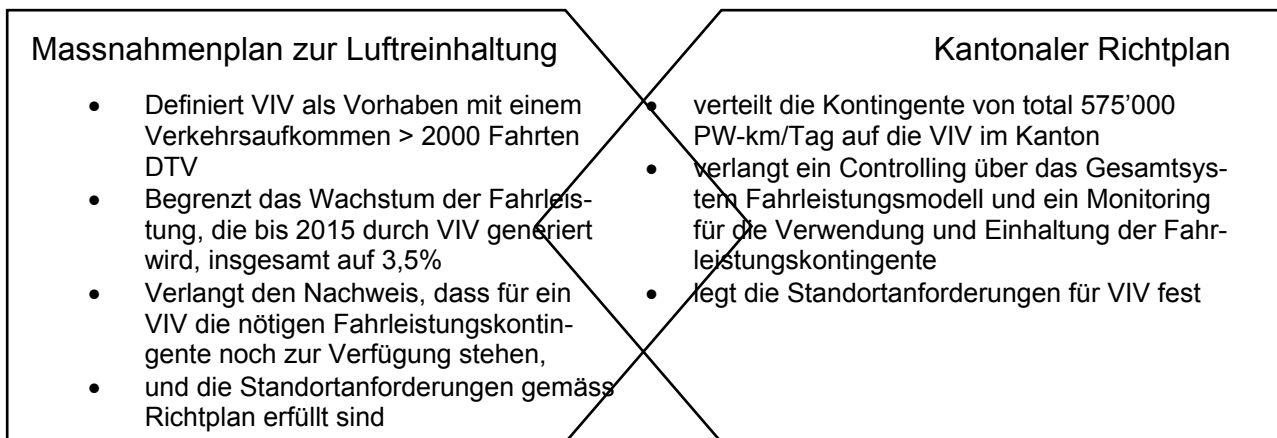 Massnahmenplan zur Luftreinhaltung
• Definiert VIV als Vorhaben mit einem
Verkehrsaufkommen > 2000 Fahrten
DTV
• Begrenzt das Wachstum der Fahrleis-
tung, die bis 2015 durch VIV generiert
wird, insgesamt auf 3,5%
• Verlangt den Nachweis, dass für ein
VIV die nötigen Fahrleistungskontin-
gente noch zur Verfügung stehen,
• und die Standortanforderungen gemäss
Richtplan erfüllt sind
Kantonaler Richtplan
• verteilt die Kontingente von total 575’000
PW-km/Tag auf die VIV im Kanton
• verlangt ein Controlling über das Gesamtsys-
tem Fahrleistungsmodell und ein Monitoring
für die Verwendung und Einhaltung der Fahr-
leistungskontingente
• legt die Standortanforderungen für VIV fest